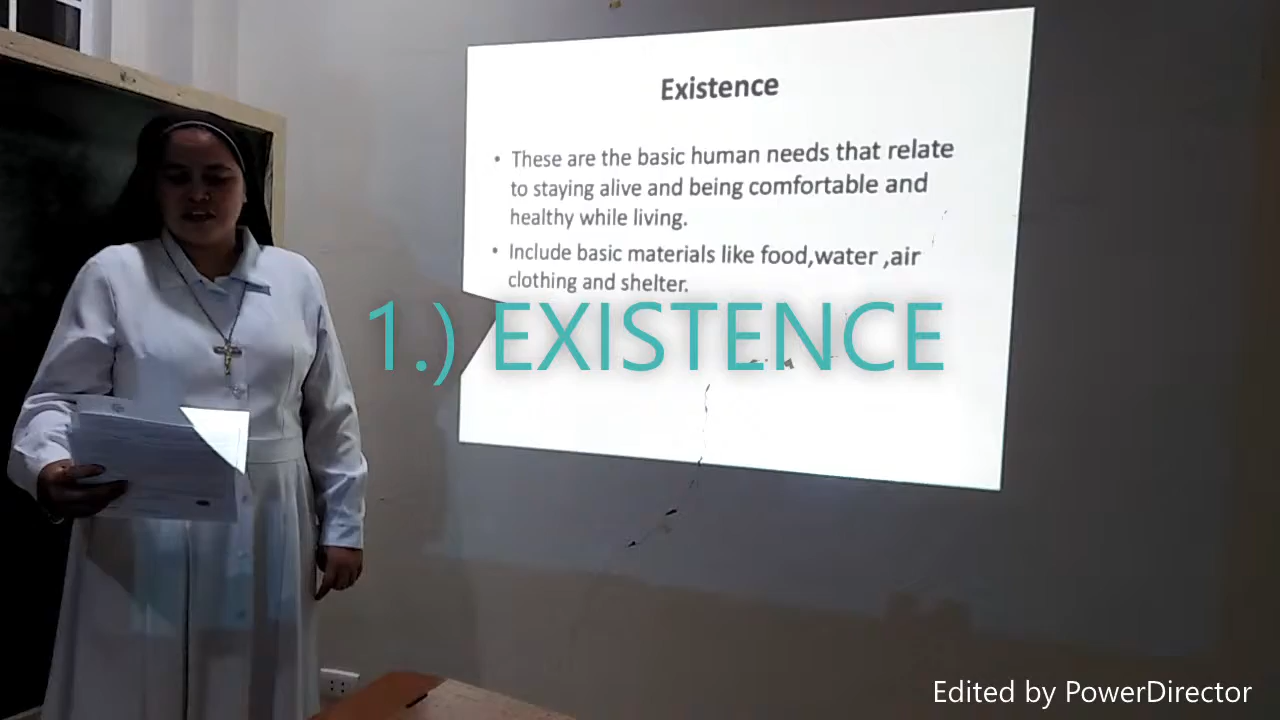 Existence
• These are the basic human needs that relate
to staying alive and being comfortable and
healthy while living.
• Include basic materials like food,water ,air
clothing and shelter.
1.) EXISTENCE
Edited by PowerDirector